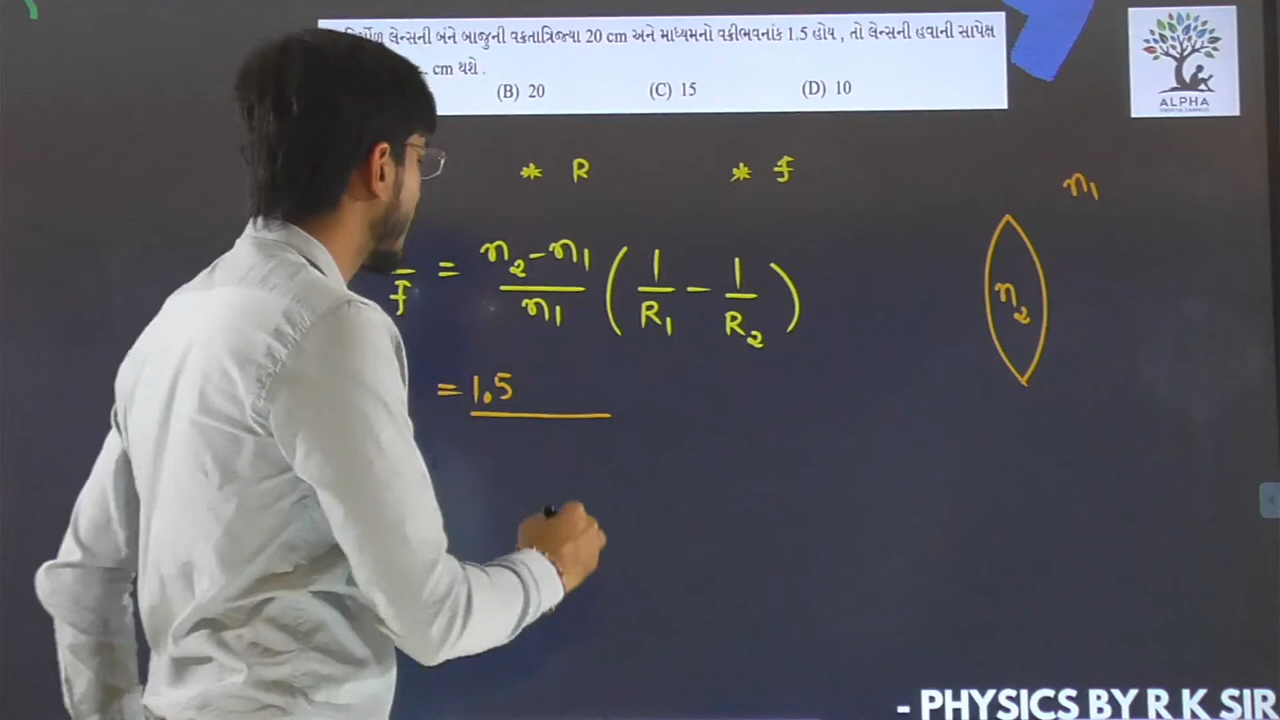 લેન્સની બંને બાજુની વક્રતાત્રિજ્યા 20 cm અને માધ્યમનો વક્રીભવનાંક 1.5 હોય , તો લેન્સની હવાની સાપેક્ષ
cm થશે .
(B) 20 (C) 15 (D) 10
ALPHA
* R * f
n1
f = n2-n1 / n1 ( 1/R1 - 1/R2 )
n2
= 1.5
- PHYSICS BY R K SIR